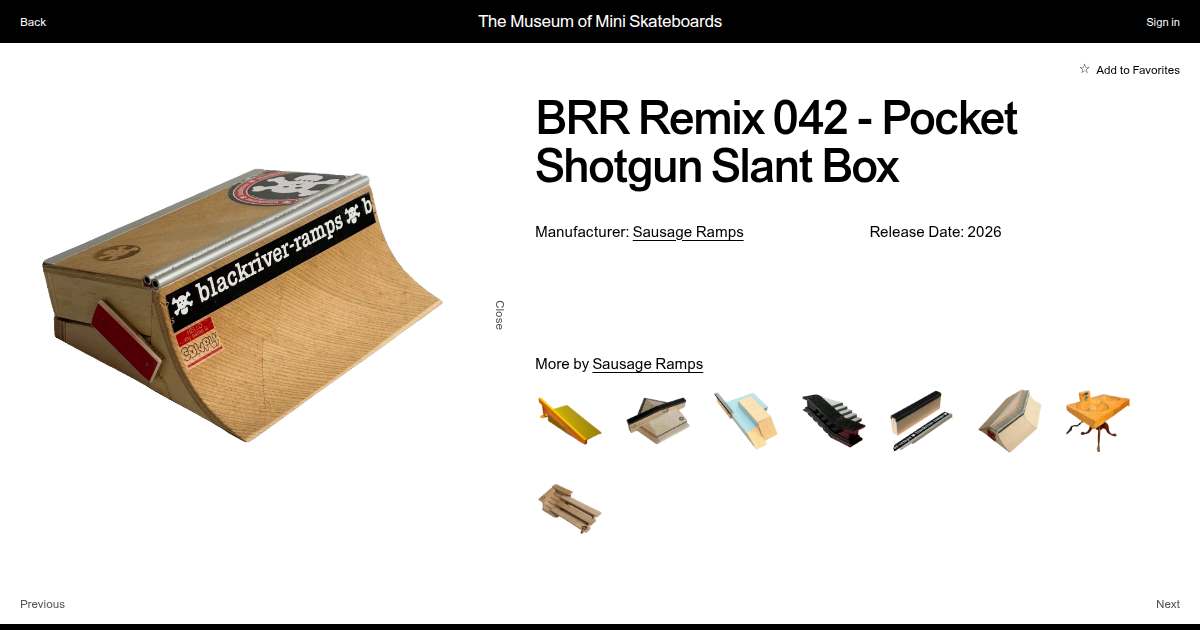 Back
The Museum of Mini Skateboards
Sign in
☆ Add to Favorites
BRR Remix 042 - Pocket
Shotgun Slant Box
Manufacturer: Sausage Ramps
Release Date: 2026
blackriver-ramps b
Close
More by Sausage Ramps
Previous
Next